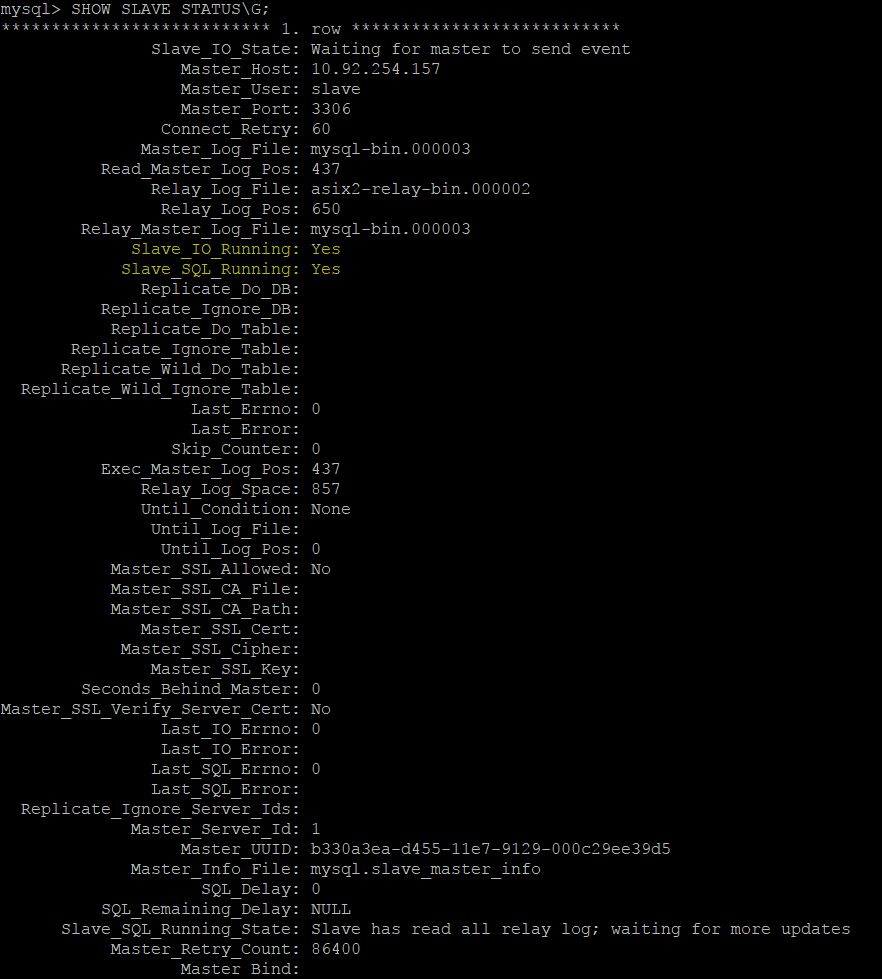 mysql> SHOW SLAVE STATUS\G;
*************************** 1. row ***************************
Slave_IO_State: Waiting for master to send event
Master_Host: 10.92.254.157
Master_User: slave
Master_Port: 3306
Connect_Retry: 60
Master_Log_File: mysql-bin.000003
Read_Master_Log_Pos: 437
Relay_Log_File: asix2-relay-bin.000002
Relay_Log_Pos: 650
Relay_Master_Log_File: mysql-bin.000003
Slave_IO_Running: Yes
Slave_SQL_Running: Yes
Replicate_Do_DB:
Replicate_Ignore_DB:
Replicate_Do_Table:
Replicate_Ignore_Table:
Replicate_Wild_Do_Table:
Replicate_Wild_Ignore_Table:
Last_Errno: 0
Last_Error:
Skip_Counter: 0
Exec_Master_Log_Pos: 437
Relay_Log_Space: 857
Until_Condition: None
Until_Log_File:
Until_Log_Pos: 0
Master_SSL_Allowed: No
Master_SSL_CA_File:
Master_SSL_CA_Path:
Master_SSL_Cert:
Master_SSL_Cipher:
Master_SSL_Key:
Seconds_Behind_Master: 0
Master_SSL_Verify_Server_Cert: No
Last_IO_Errno: 0
Last_IO_Error:
Last_SQL_Errno: 0
Last_SQL_Error:
Replicate_Ignore_Server_Ids:
Master_Server_Id: 1
Master_UUID: b330a3ea-d455-11e7-9129-000c29ee39d5
Master_Info_File: mysql.slave_master_info
SQL_Delay: 0
SQL_Remaining_Delay: NULL
Slave_SQL_Running_State: Slave has read all relay log; waiting for more updates
Master_Retry_Count: 86400
Master_Bind: